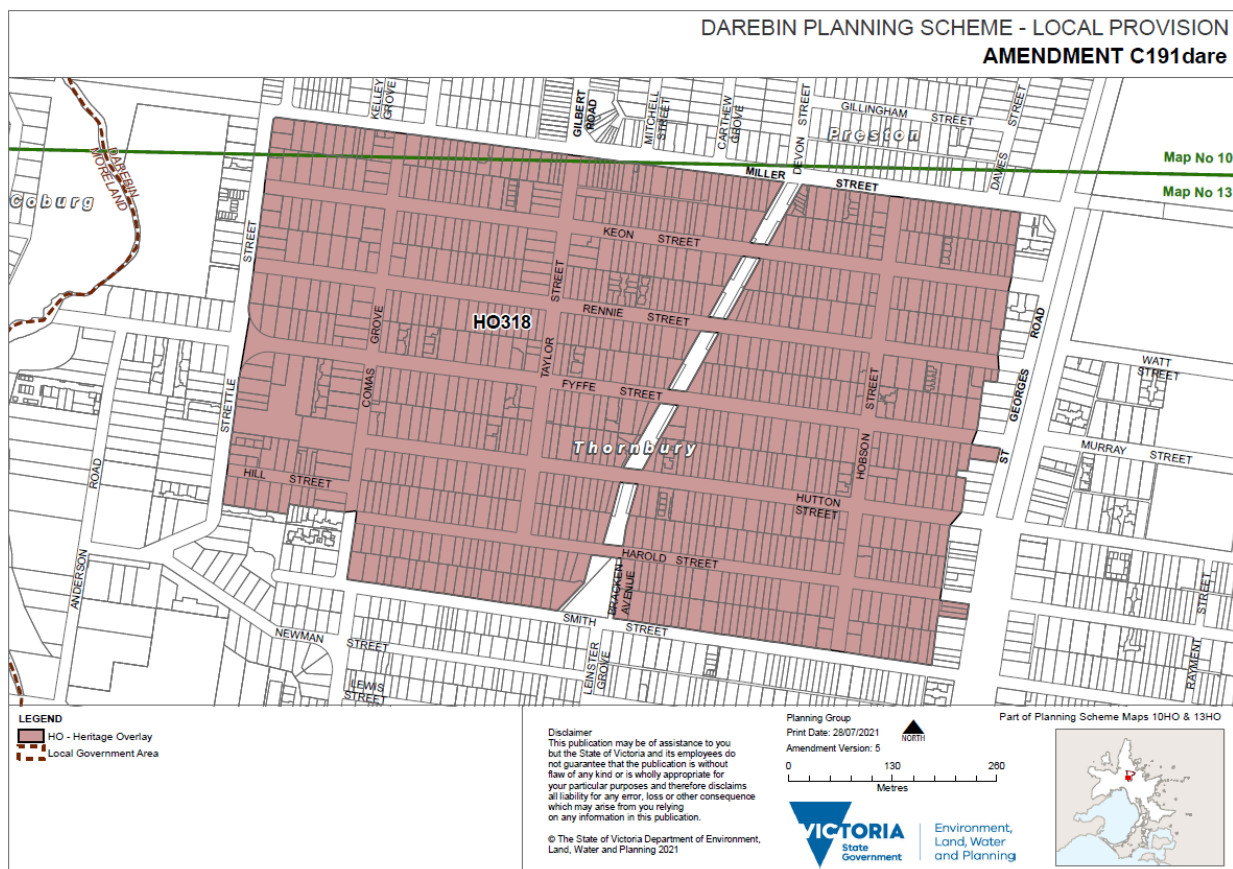 DAREBIN PLANNING SCHEME - LOCAL PROVISION
AMENDMENT C191dare
KELLEY
GROVE
GILBERT
ROAD
MITCHELL
STREET
CARTHEW
GROVE
DEVON STREET
GILLINGHAM STREET
Preston
DAVIES STREET
Map No 10
Map No 13
DAREBIN
MORELAND
Coburg
MILLER STREET
STRETTLE STREET
KEON STREET
TAYLOR STREET
RENNIE STREET
HO318
COMAS GROVE
FYFFE STREET
HOBSON STREET
ST GEORGES ROAD
WATT
STREET
Thornbury
MURRAY STREET
HILL STREET
HUTTON
STREET
ANDERSON ROAD
HAROLD STREET
BRACKEN
AVENUE
SMITH STREET
NEWMAN STREET
LEWIS
STREET
LEINSTER
GROVE
RAYMENT STREET
LEGEND
HO - Heritage Overlay
Local Government Area
Disclaimer
This publication may be of assistance to you
but the State of Victoria and its employees do
not guarantee that the publication is without
flaw of any kind or is wholly appropriate for
your particular purposes and therefore disclaims
all liability for any error, loss or other consequence
which may arise from you relying
on any information in this publication.
© The State of Victoria Department of Environment,
Land, Water and Planning 2021
Planning Group
Print Date: 28/07/2021
Amendment Version: 5
NORTH
0 130 260
Metres
VICTORIA
State
Government
Environment,
Land, Water
and Planning
Part of Planning Scheme Maps 10HO & 13HO